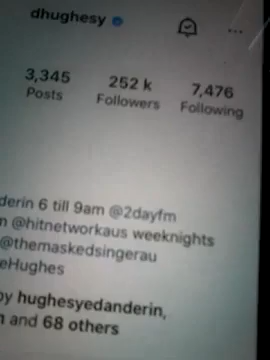 dhughesy
3,345 252 k 7,476
Posts Followers Following
derin 6 till 9am @2dayfm
@hitnetworkaus weeknights
@themaskedsingerau
eHughes
by hughesyedanderin,
and 68 others